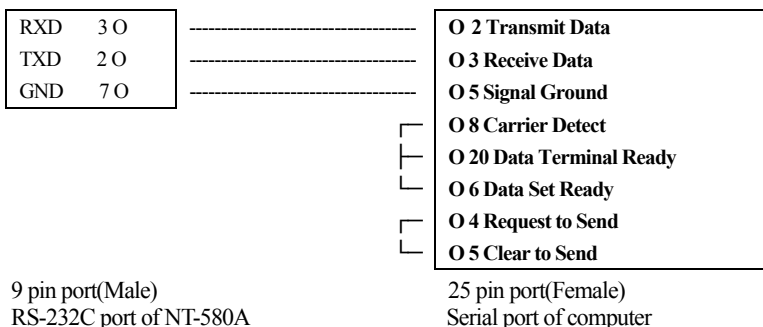 RXD 3 O ------------------------------------ O 2 Transmit Data
TXD 2 O ------------------------------------ O 3 Receive Data
GND 7 O ------------------------------------ O 5 Signal Ground
O 8 Carrier Detect
O 20 Data Terminal Ready
O 6 Data Set Ready
O 4 Request to Send
O 5 Clear to Send
9 pin port(Male) 25 pin port(Female)
RS-232C port of NT-580A Serial port of computer